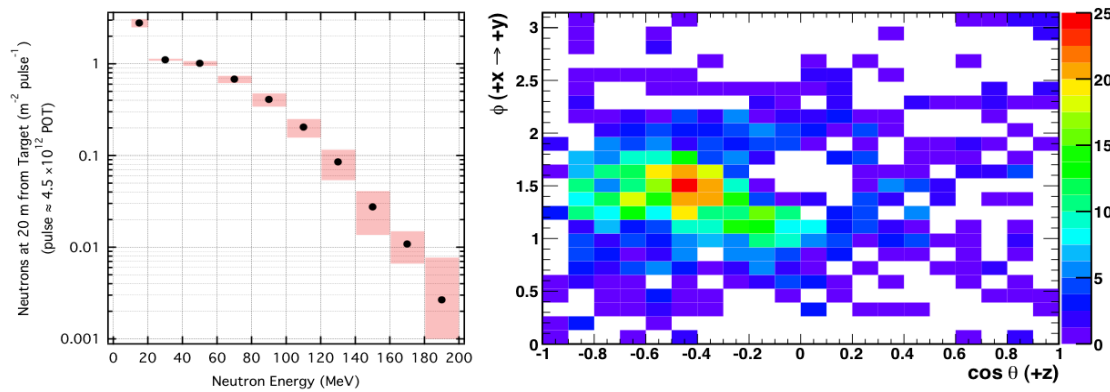 Neutrons at 20 m from Target (m⁻² pulse⁻¹)
(pulse ≈ 4.5 ×10¹² POT)
1
0.1
0.01
0.001
0 20 40 60 80 100 120 140 160 180 200
Neutron Energy (MeV)
ϕ (+x → +y)
3
2.5
2
1.5
1
0.5
0
-1 -0.8 -0.6 -0.4 -0.2 0 0.2 0.4 0.6 0.8 1
cos θ (+z)
25
20
15
10
5
0